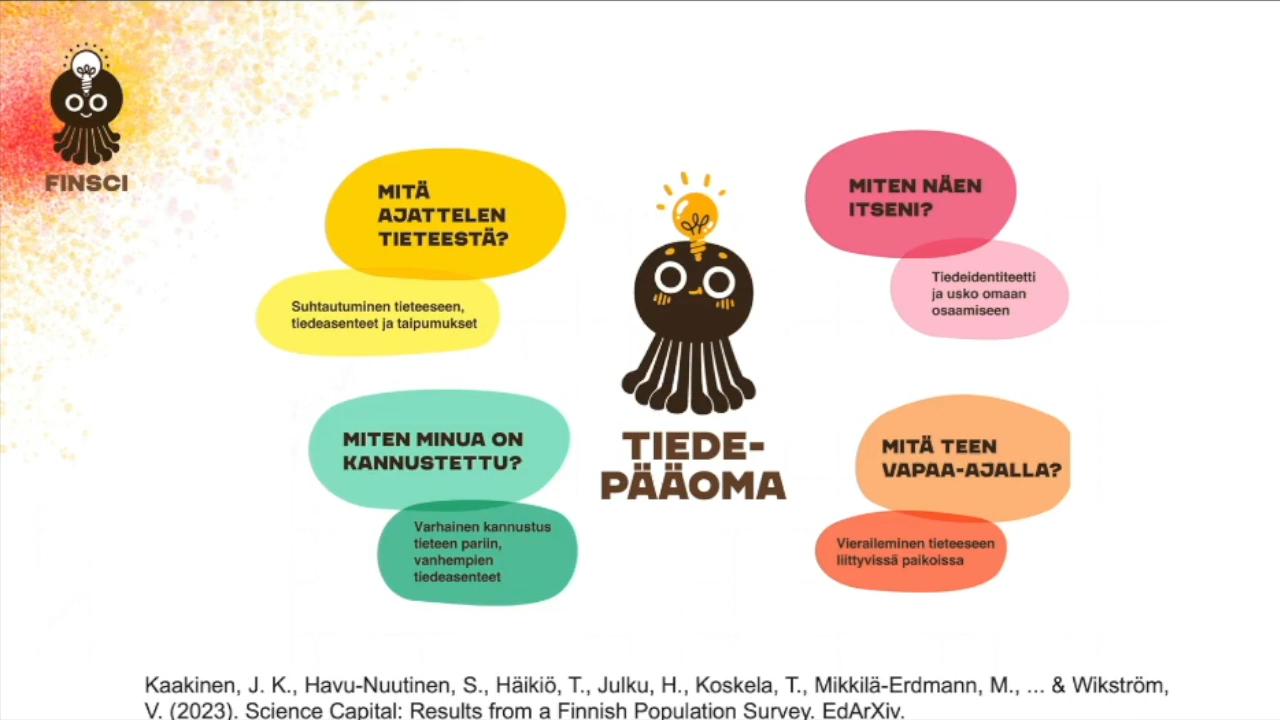 FINSCI
MITÄ
AJATTELEN
TIETEESTÄ?
Suhtautuminen tieteeseen,
tiedeasenteet ja taipumukset
MITEN NÄEN
ITSENI?
Tiedeidentiteetti
ja usko omaan
osaamiseen
MITEN MINUA ON
KANNUSTETTU?
Varhainen kannustus
tieteen pariin,
vanhempien
tiedeasenteet
TIEDE-
PÄÄOMA
MITÄ TEEN
VAPAA-AJALLA?
Vieraileminen tieteeseen
liittyvissä paikoissa
Kaakinen, J. K., Havu-Nuutinen, S., Häikiö, T., Julku, H., Koskela, T., Mikkilä-Erdmann, M., ... & Wikström,
V. (2023). Science Capital: Results from a Finnish Population Survey. EdArXiv.